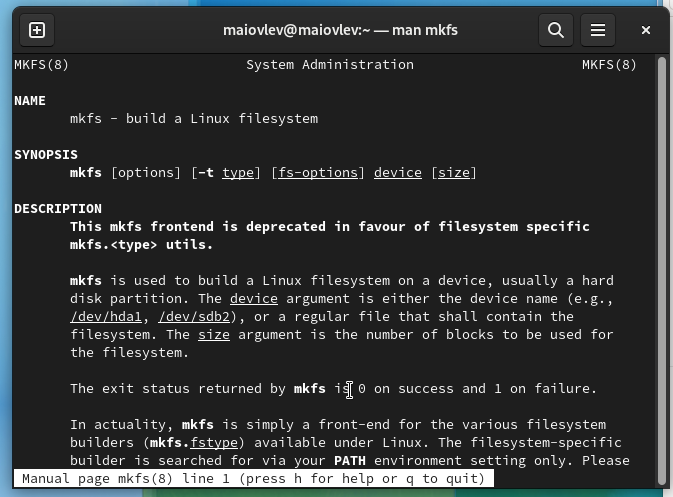 maiovlev@maiovlev:~ — man mkfs
MKFS(8) System Administration MKFS(8)
NAME
mkfs - build a Linux filesystem
SYNOPSIS
mkfs [options] [-t type] [fs-options] device [size]
DESCRIPTION
This mkfs frontend is deprecated in favour of filesystem specific
mkfs.<type> utils.
mkfs is used to build a Linux filesystem on a device, usually a hard
disk partition. The device argument is either the device name (e.g.,
/dev/hda1, /dev/sdb2), or a regular file that shall contain the
filesystem. The size argument is the number of blocks to be used for
the filesystem.
The exit status returned by mkfs is 0 on success and 1 on failure.
In actuality, mkfs is simply a front-end for the various filesystem
builders (mkfs.fstype) available under Linux. The filesystem-specific
builder is searched for via your PATH environment setting only. Please
Manual page mkfs(8) line 1 (press h for help or q to quit)